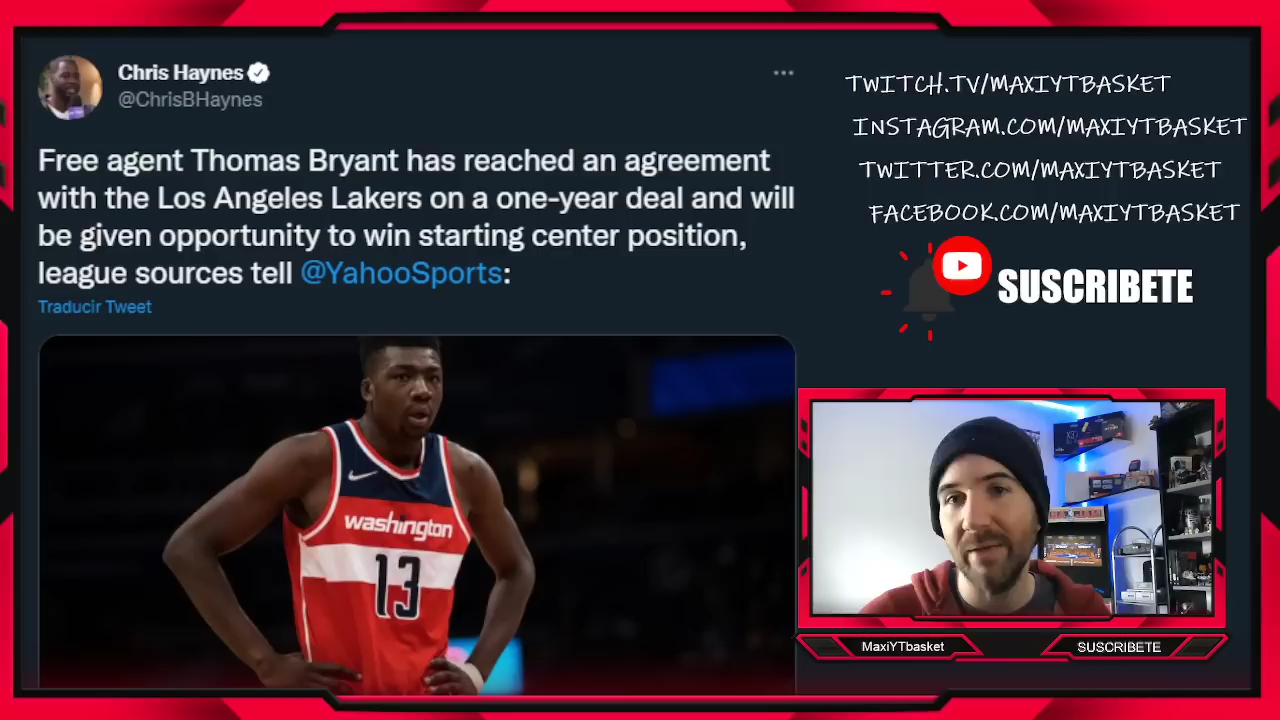 Chris Haynes
@ChrisBHaynes
Free agent Thomas Bryant has reached an agreement
with the Los Angeles Lakers on a one-year deal and will
be given opportunity to win starting center position,
league sources tell @YahooSports:
Traducir Tweet
washington
13
TWITCH.TV/MAXIYTBASKET
INSTAGRAM.COM/MAXIYTBASKET
TWITTER.COM/MAXIYTBASKET
FACEBOOK.COM/MAXIYTBASKET
SUSCRIBETE
MaxiYTbasket
SUSCRIBETE